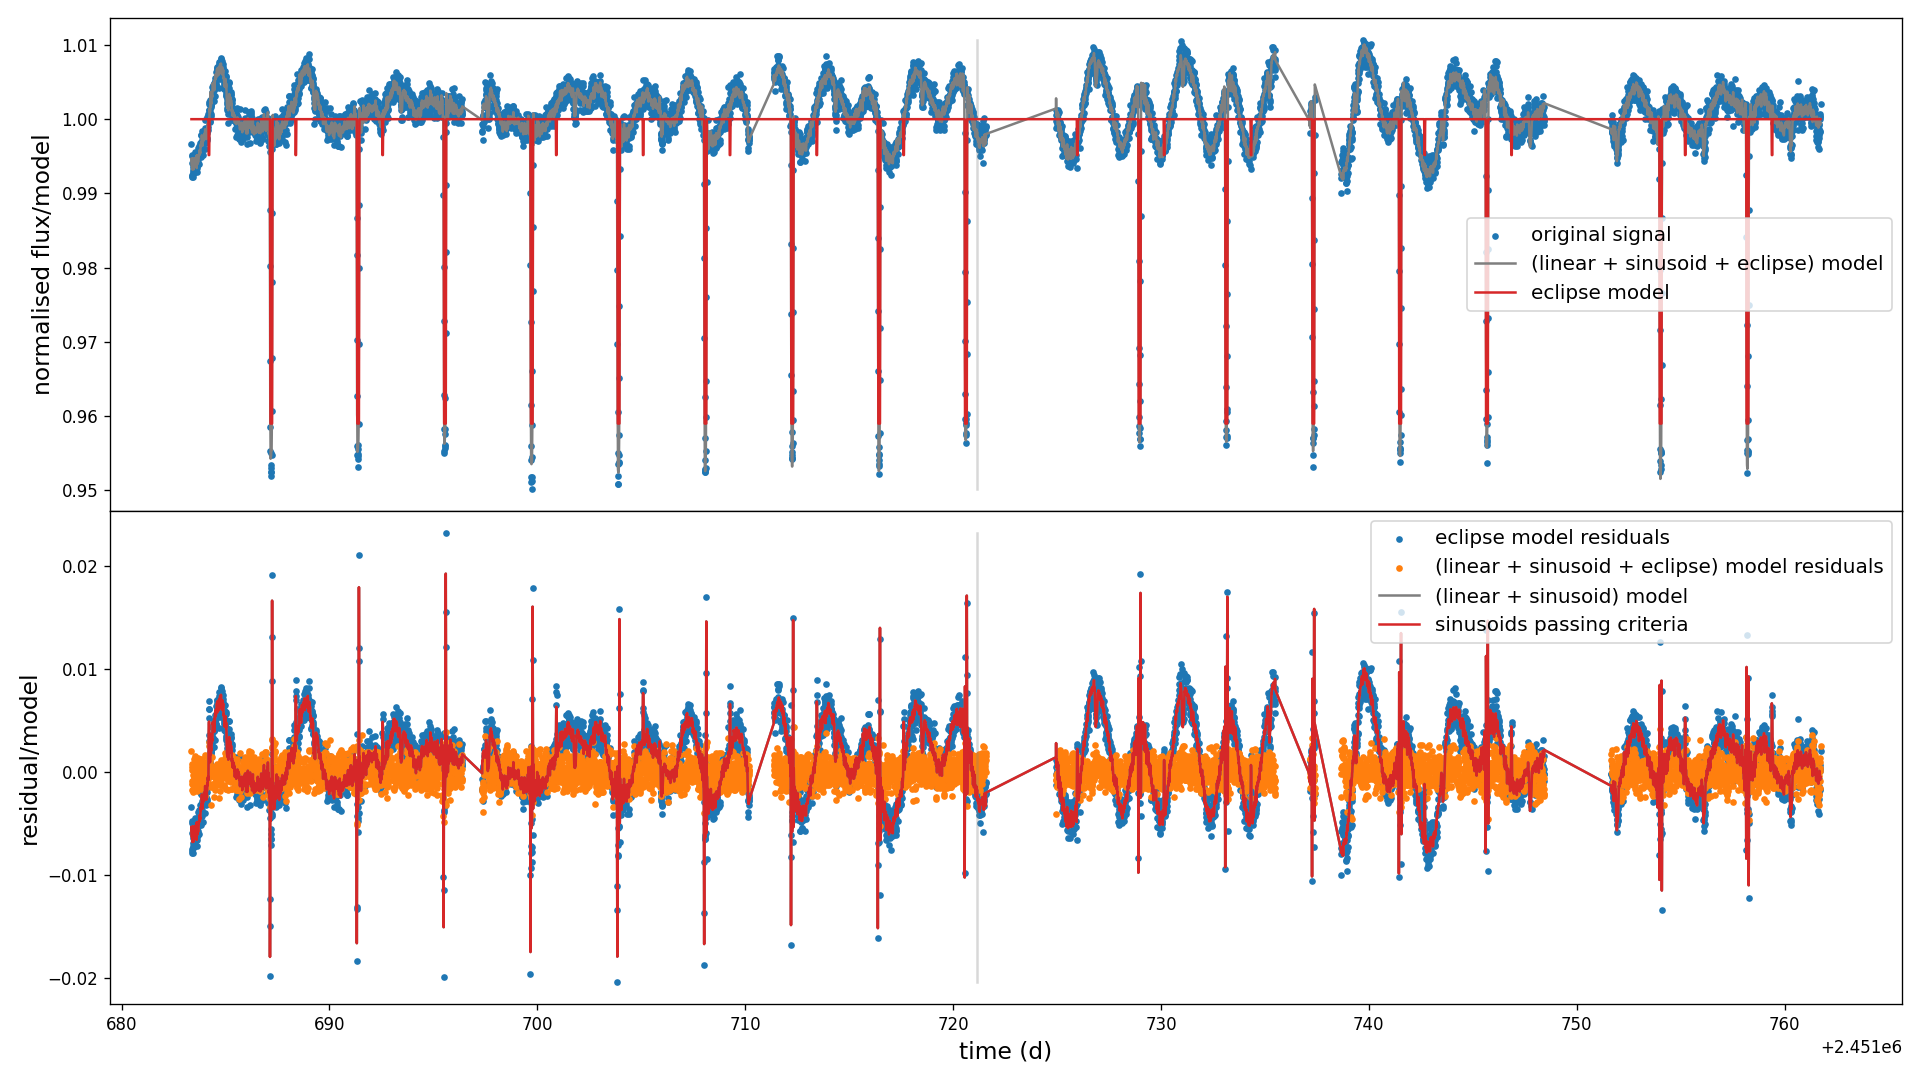 normalised flux/model
1.01
1.00
0.99
0.98
0.97
0.96
0.95
original signal
(linear + sinusoid + eclipse) model
eclipse model
residual/model
0.02
0.01
0.00
−0.01
−0.02
eclipse model residuals
(linear + sinusoid + eclipse) model residuals
(linear + sinusoid) model
sinusoids passing criteria
680 690 700 710 720 730 740 750 760
time (d)
+2.451e6